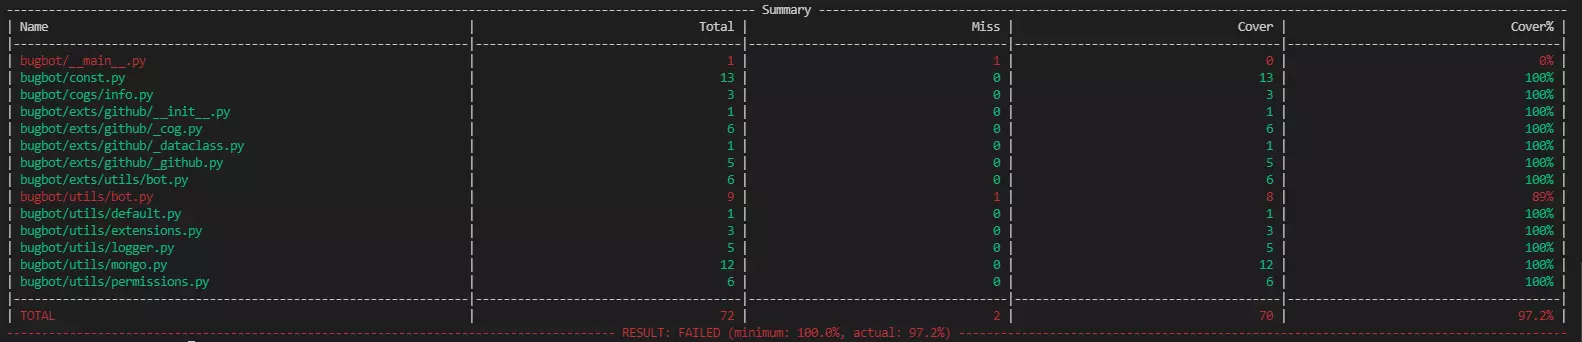 Summary
| Name | Total | Miss | Cover | Cover% |
| bugbot/__main__.py | 1 | 1 | 0 | 0% |
| bugbot/const.py | 13 | 0 | 13 | 100% |
| bugbot/cogs/info.py | 3 | 0 | 3 | 100% |
| bugbot/exts/github/__init__.py | 1 | 0 | 1 | 100% |
| bugbot/exts/github/_cog.py | 6 | 0 | 6 | 100% |
| bugbot/exts/github/_dataclass.py | 1 | 0 | 1 | 100% |
| bugbot/exts/github/_github.py | 5 | 0 | 5 | 100% |
| bugbot/exts/utils/bot.py | 6 | 0 | 6 | 100% |
| bugbot/utils/bot.py | 9 | 1 | 8 | 89% |
| bugbot/utils/default.py | 1 | 0 | 1 | 100% |
| bugbot/utils/extensions.py | 3 | 0 | 3 | 100% |
| bugbot/utils/logger.py | 5 | 0 | 5 | 100% |
| bugbot/utils/mongo.py | 12 | 0 | 12 | 100% |
| bugbot/utils/permissions.py | 6 | 0 | 6 | 100% |
| TOTAL | 72 | 2 | 70 | 97.2% |
RESULT: FAILED (minimum: 100.0%, actual: 97.2%)